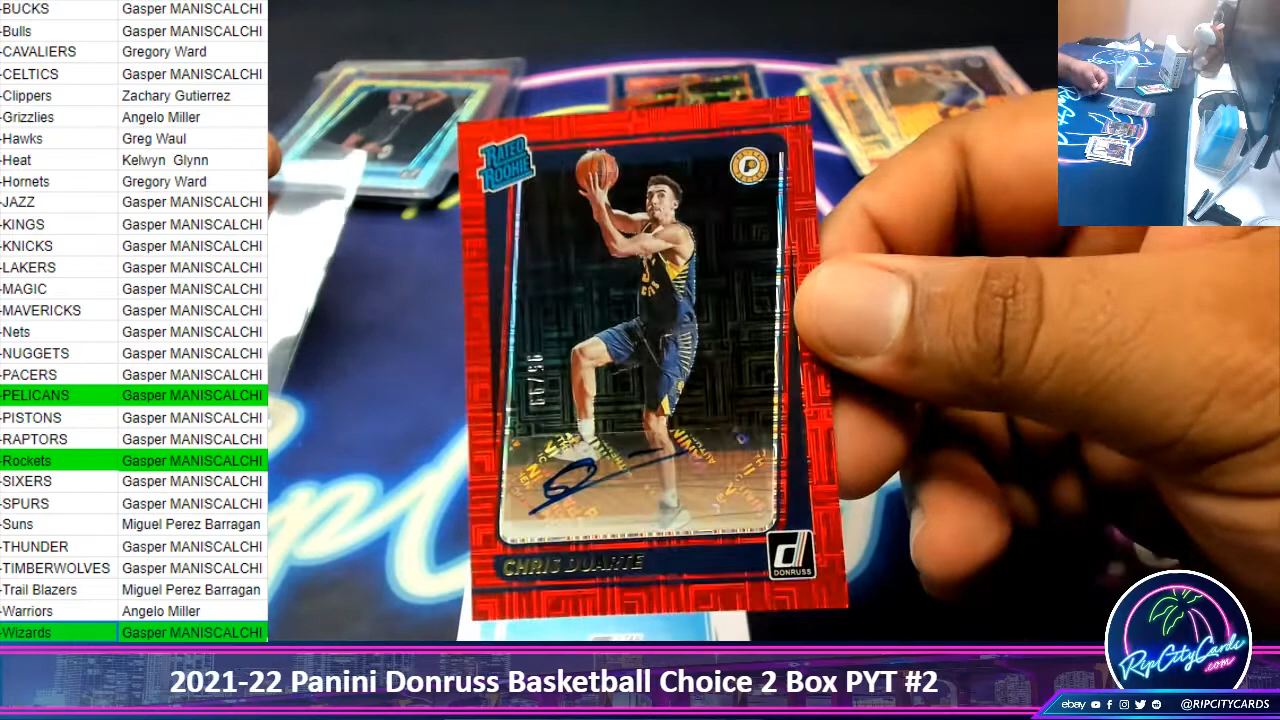 -BUCKS Gasper MANISCALCHI
-Bulls Gasper MANISCALCHI
-CAVALIERS Gregory Ward
-CELTICS Gasper MANISCALCHI
-Clippers Zachary Gutierrez
-Grizzlies Angelo Miller
-Hawks Greg Waul
-Heat Kelwyn Glynn
-Hornets Gregory Ward
-JAZZ Gasper MANISCALCHI
-KINGS Gasper MANISCALCHI
-KNICKS Gasper MANISCALCHI
-LAKERS Gasper MANISCALCHI
-MAGIC Gasper MANISCALCHI
-MAVERICKS Gasper MANISCALCHI
-Nets Gasper MANISCALCHI
-NUGGETS Gasper MANISCALCHI
-PACERS Gasper MANISCALCHI
-PELICANS Gasper MANISCALCHI
-PISTONS Gasper MANISCALCHI
-RAPTORS Gasper MANISCALCHI
-Rockets Gasper MANISCALCHI
-SIXERS Gasper MANISCALCHI
-SPURS Gasper MANISCALCHI
-Suns Miguel Perez Barragan
-THUNDER Gasper MANISCALCHI
-TIMBERWOLVES Gasper MANISCALCHI
-Trail Blazers Miguel Perez Barragan
-Warriors Angelo Miller
-Wizards Gasper MANISCALCHI
RATED
ROOKIE
CHRIS DUARTE
DONRUSS
2021-22 Panini Donruss Basketball Choice 2 Box PYT #2
RipCityCards
.com
ebay @RIPCITYCARDS